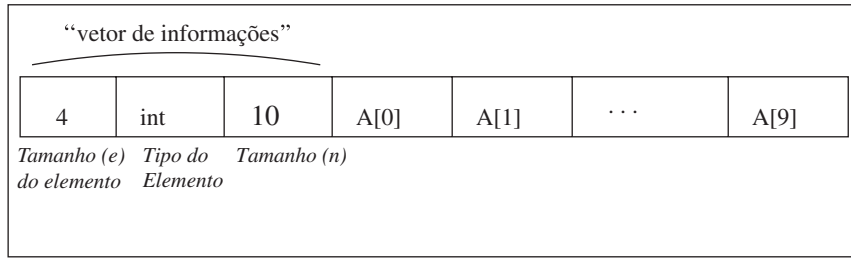 ‘‘vetor de informações’’
4 int 10 A[0] A[1] ... A[9]
Tamanho (e) Tipo do Tamanho (n)
do elemento Elemento